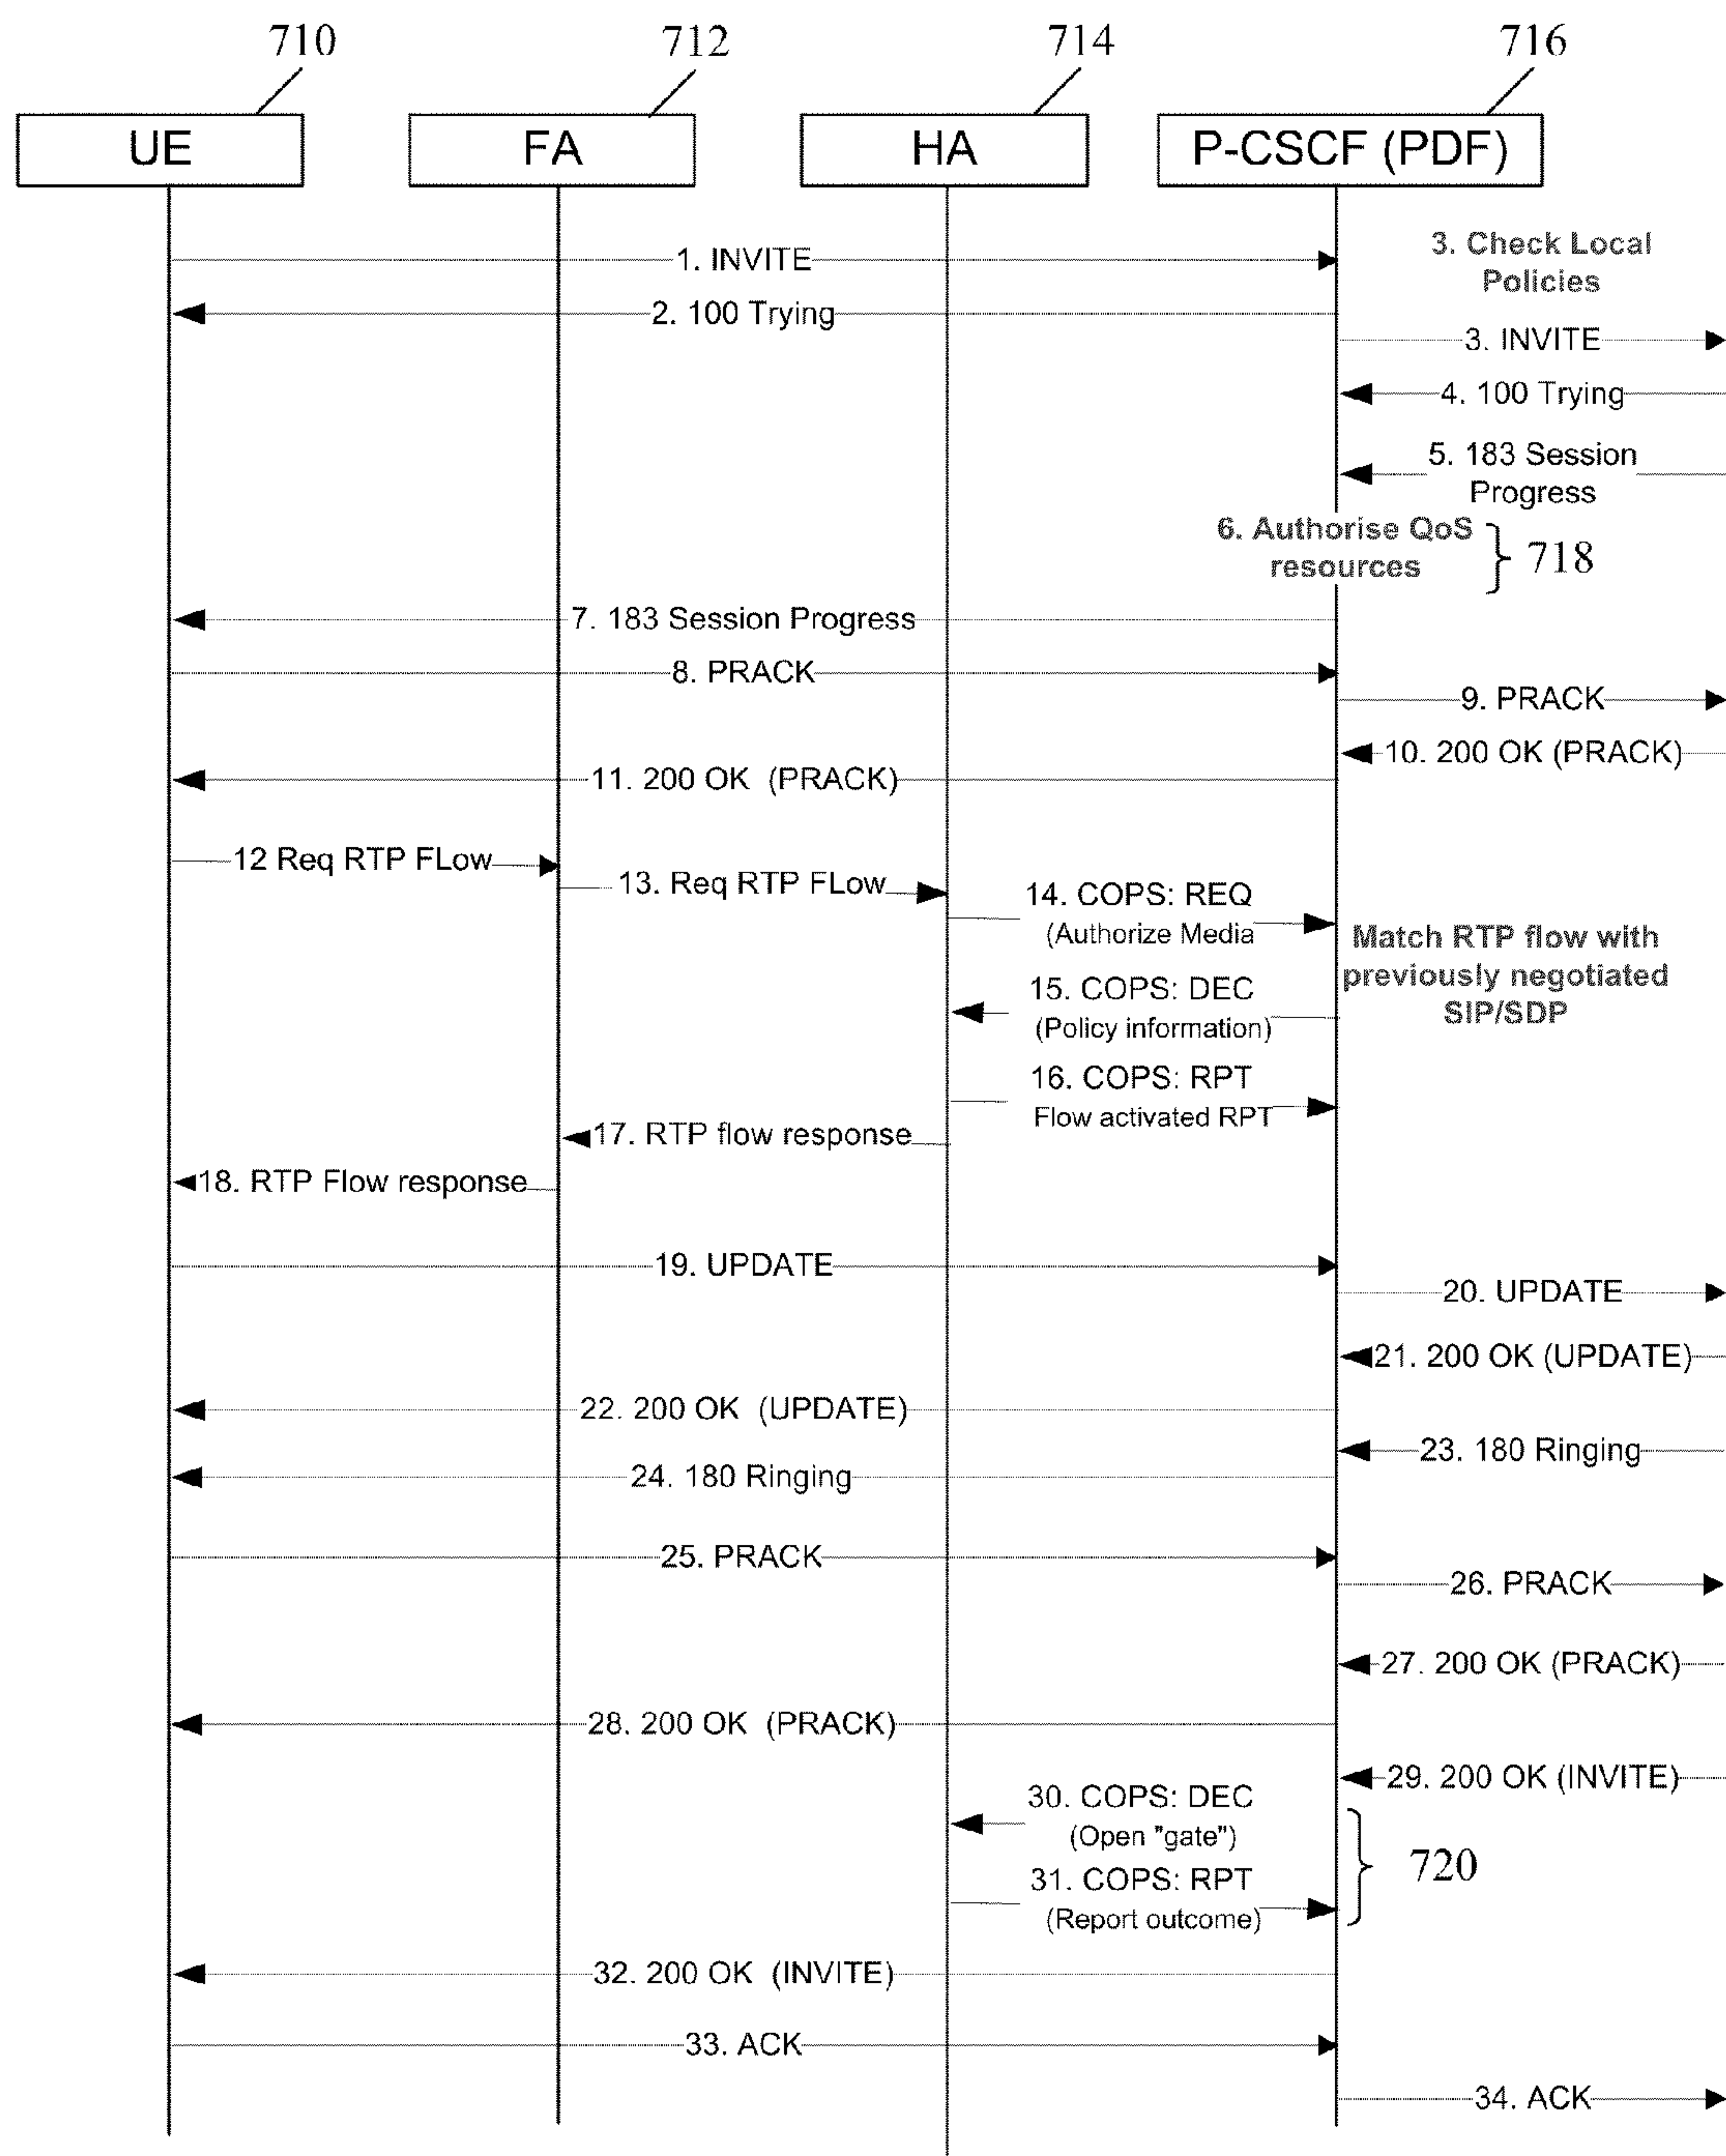 710
712
714
716
UE
FA
HA
P-CSCF (PDF)
1. INVITE
3. Check Local
Policies
2. 100 Trying
3. INVITE
4. 100 Trying
5. 183 Session
Progress
6. Authorise QoS
resources
718
7. 183 Session Progress
8. PRACK
9. PRACK
10. 200 OK (PRACK)
11. 200 OK (PRACK)
12 Req RTP FLow
13. Req RTP FLow
14. COPS: REQ
(Authorize Media
Match RTP flow with
previously negotiated
SIP/SDP
15. COPS: DEC
(Policy information)
16. COPS: RPT
Flow activated RPT
17. RTP flow response
18. RTP Flow response
19. UPDATE
20. UPDATE
21. 200 OK (UPDATE)
22. 200 OK (UPDATE)
23. 180 Ringing
24. 180 Ringing
25. PRACK
26. PRACK
27. 200 OK (PRACK)
28. 200 OK (PRACK)
29. 200 OK (INVITE)
30. COPS: DEC
(Open "gate")
720
31. COPS: RPT
(Report outcome)
32. 200 OK (INVITE)
33. ACK
34. ACK